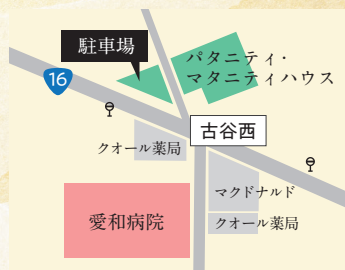 駐車場
パタニティ・
マタニティハウス
16
古谷西
クオール薬局
マクドナルド
愛和病院
クオール薬局